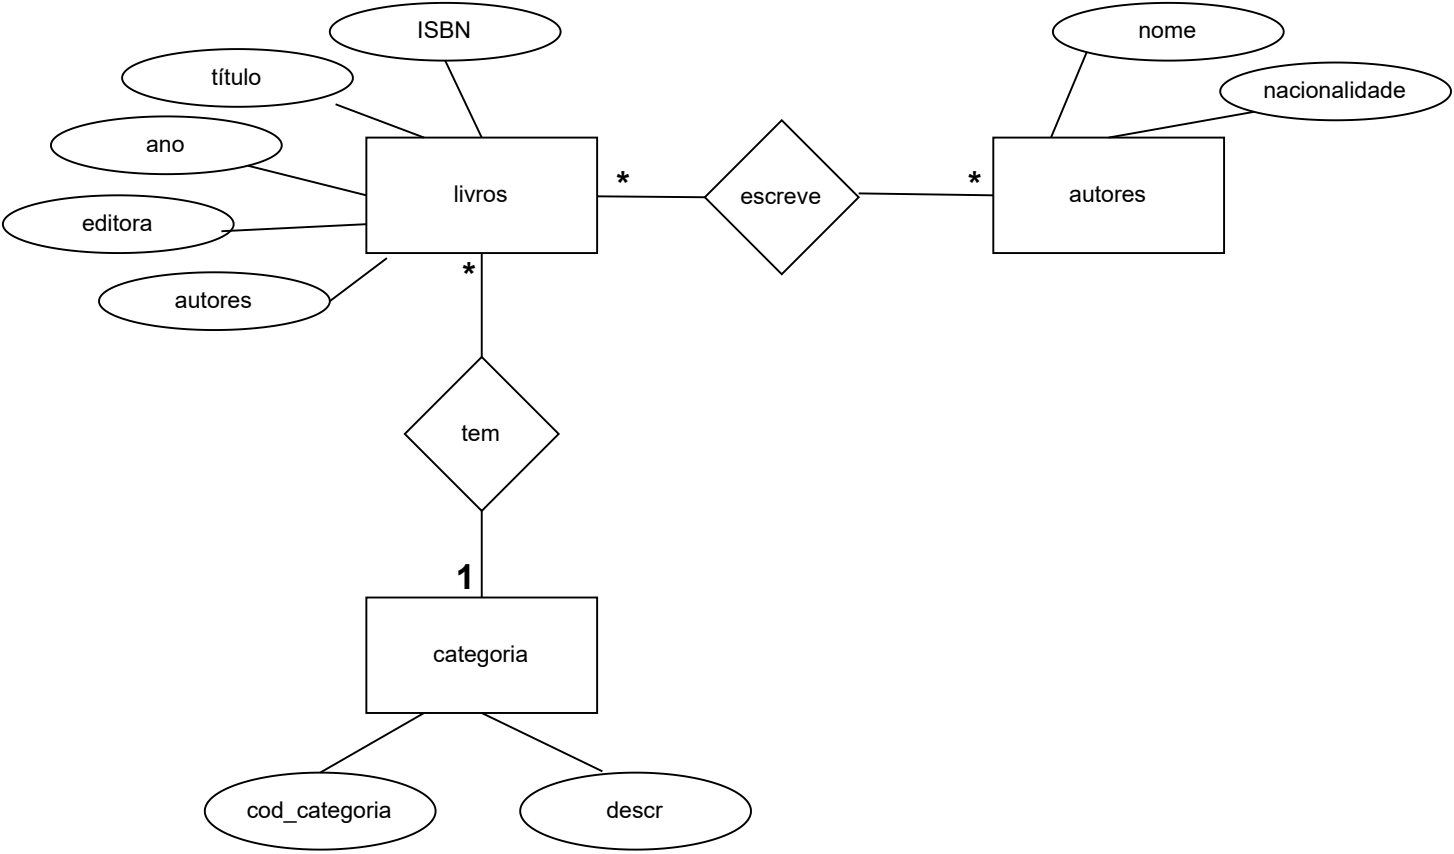 ISBN
nome
título
nacionalidade
ano
livros
*
escreve
*
autores
editora
*
autores
tem
1
categoria
cod_categoria
descr